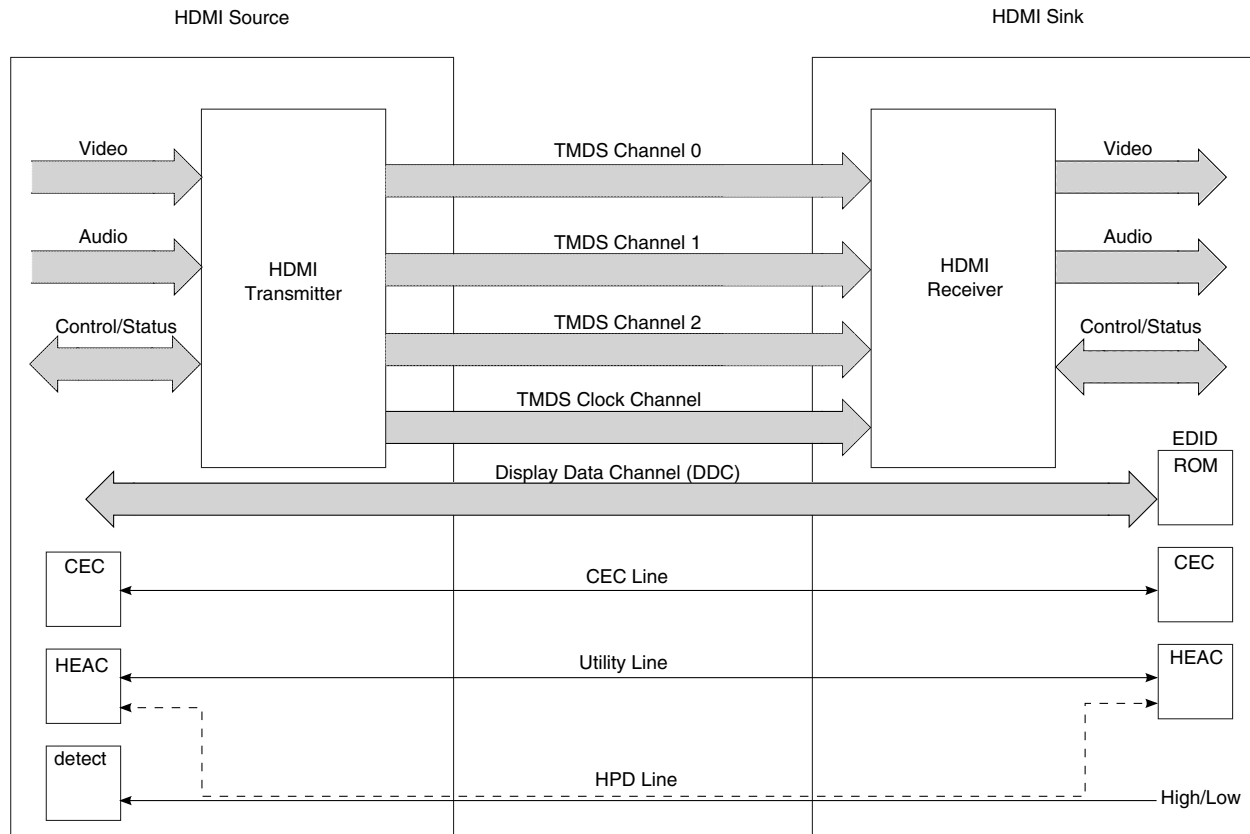 HDMI Source
HDMI Sink
Video
TMDS Channel 0
Video
Audio
TMDS Channel 1
Audio
HDMI
Transmitter
HDMI
Receiver
Control/Status
TMDS Channel 2
Control/Status
TMDS Clock Channel
EDID
ROM
Display Data Channel (DDC)
CEC
CEC Line
CEC
HEAC
Utility Line
HEAC
detect
HPD Line
High/Low